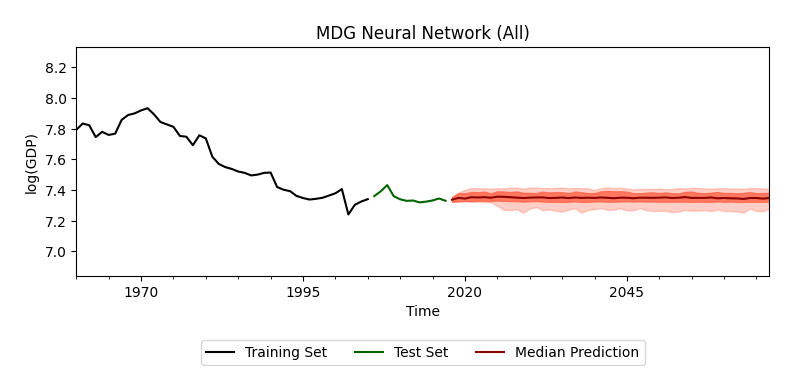 MDG Neural Network (All)
log(GDP)
8.2
8.0
7.8
7.6
7.4
7.2
7.0
1970 1995 2020 2045
Time
Training Set Test Set Median Prediction